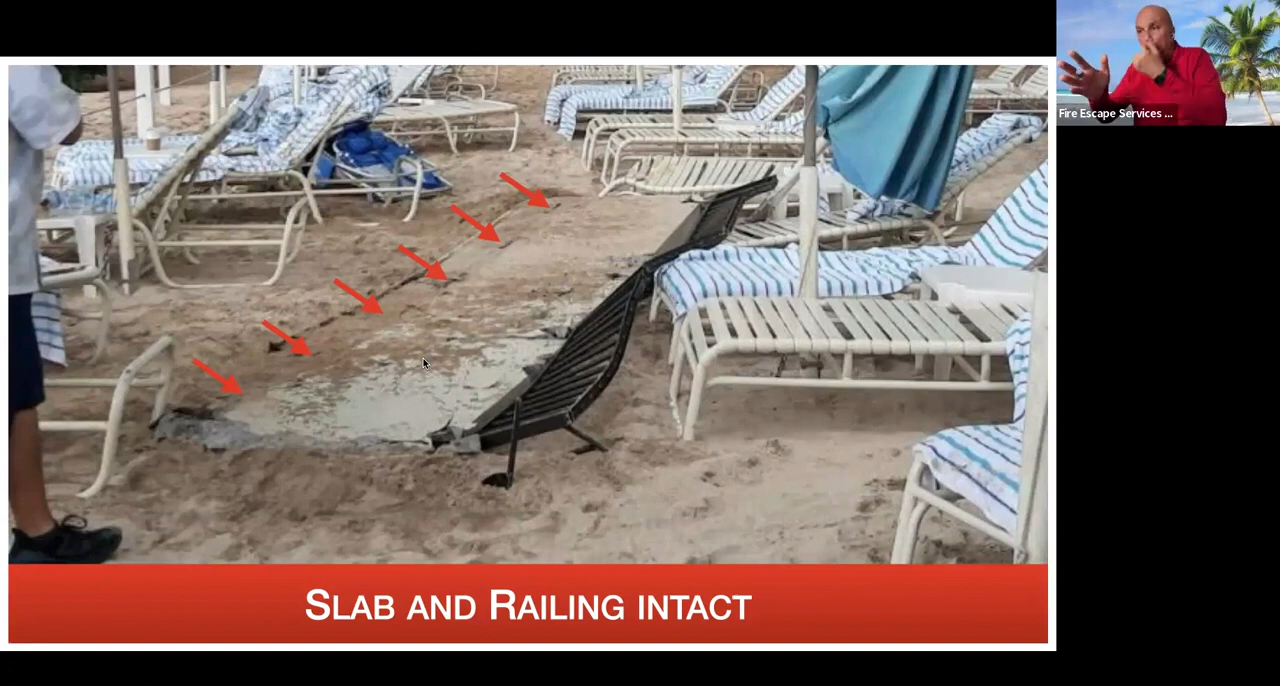 Fire Escape Services ...
SLAB AND RAILING INTACT